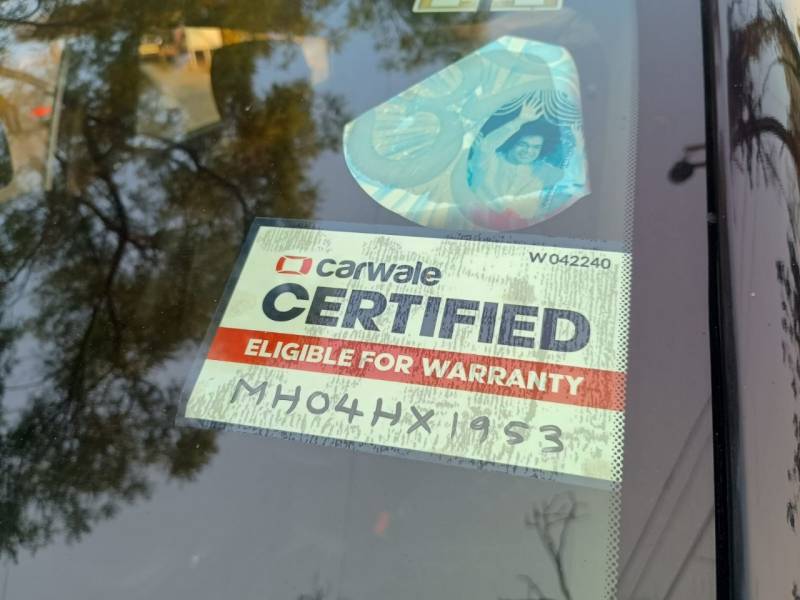 W042240
carwale
CERTIFIED
ELIGIBLE FOR WARRANTY
MH04HX1953